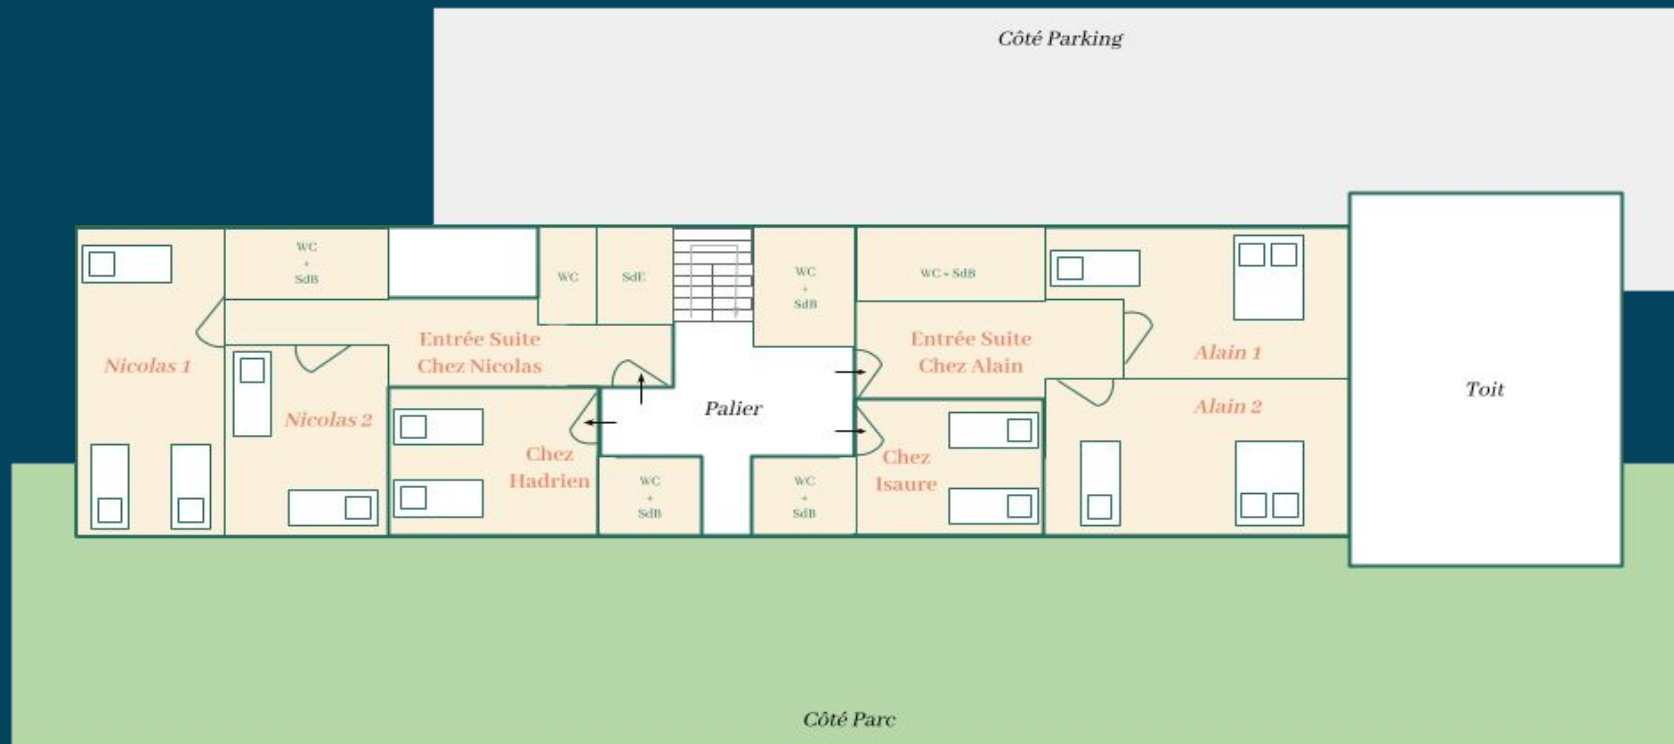 Côté Parking
WC
+
SdB
WC
SdE
WC
+
SdB
WC + SdB
Entrée Suite
Chez Nicolas
Entrée Suite
Chez Alain
Nicolas 1
Alain 1
Toit
Nicolas 2
Palier
Alain 2
Chez
Hadrien
Chez
Isaure
WC
+
SdB
WC
+
SdB
Côté Parc